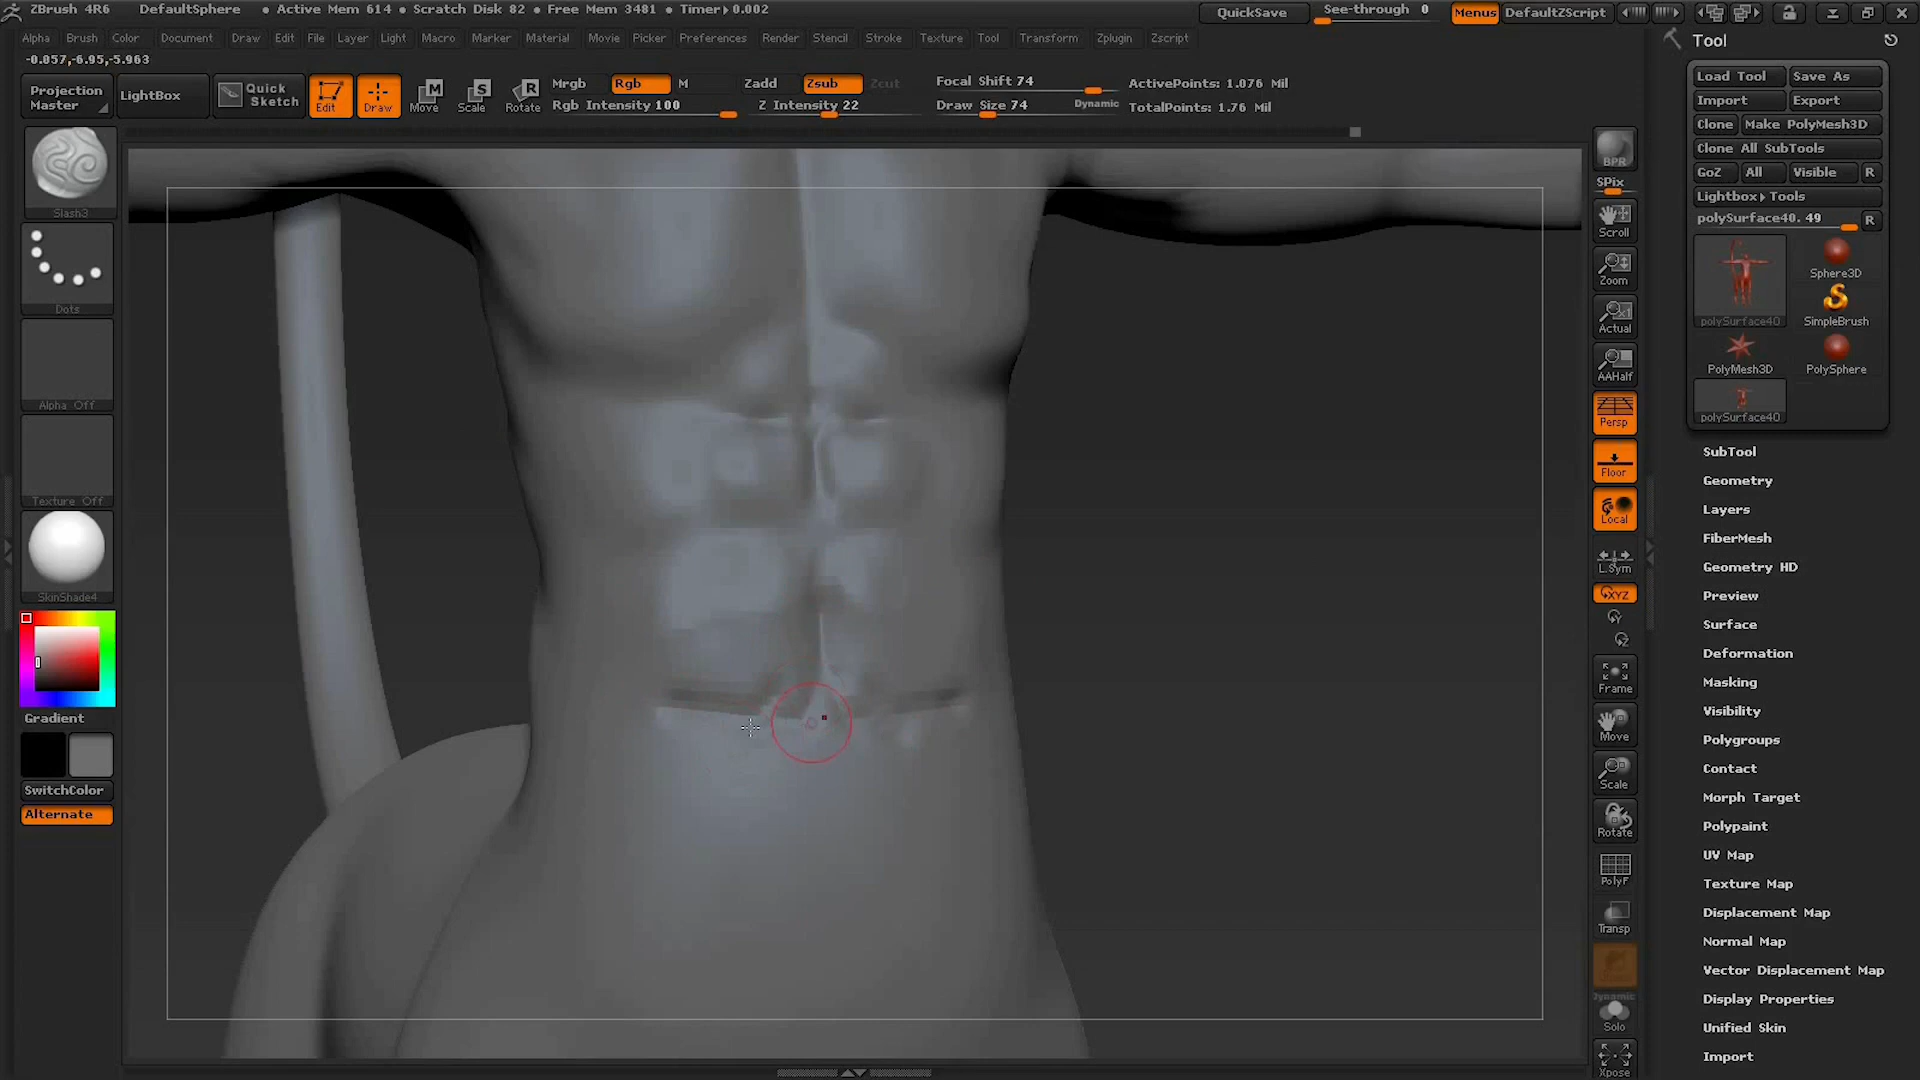 ZBrush 4R6 DefaultSphere • Active Mem 614 • Scratch Disk 82 • Free Mem 3481 • Timer▸0.002 QuickSave See-through 0 Menus DefaultZScript
Alpha Brush Color Document Draw Edit File Layer Light Macro Marker Material Movie Picker Preferences Render Stencil Stroke Texture Tool Transform Zplugin Zscript
-0.057,-6.95,-5.963
Projection Master
LightBox
Quick Sketch
Edit
Draw
Move
Scale
Rotate
Mrgb Rgb M
Rgb Intensity 100
Zadd Zsub Zcut
Z Intensity 22
Focal Shift 74
Draw Size 74 Dynamic
ActivePoints: 1.076 Mil
TotalPoints: 1.76 Mil
Slash3
Dots
Alpha Off
Texture Off
SkinShade4
Gradient
SwitchColor
Alternate
BPR
SPix
Scroll
Zoom
Actual
AAHalf
Persp
Floor
Local
L.Sym
XYZ
Frame
Move
Scale
Rotate
PolyF
Transp
Dynamic
Solo
Xpose
Tool
Load Tool Save As
Import Export
Clone Make PolyMesh3D
Clone All SubTools
GoZ All Visible R
Lightbox▸Tools
polySurface40. 49 R
polySurface40
Sphere3D
SimpleBrush
PolyMesh3D
PolySphere
polySurface40
SubTool
Geometry
Layers
FiberMesh
Geometry HD
Preview
Surface
Deformation
Masking
Visibility
Polygroups
Contact
Morph Target
Polypaint
UV Map
Texture Map
Displacement Map
Normal Map
Vector Displacement Map
Display Properties
Unified Skin
Import